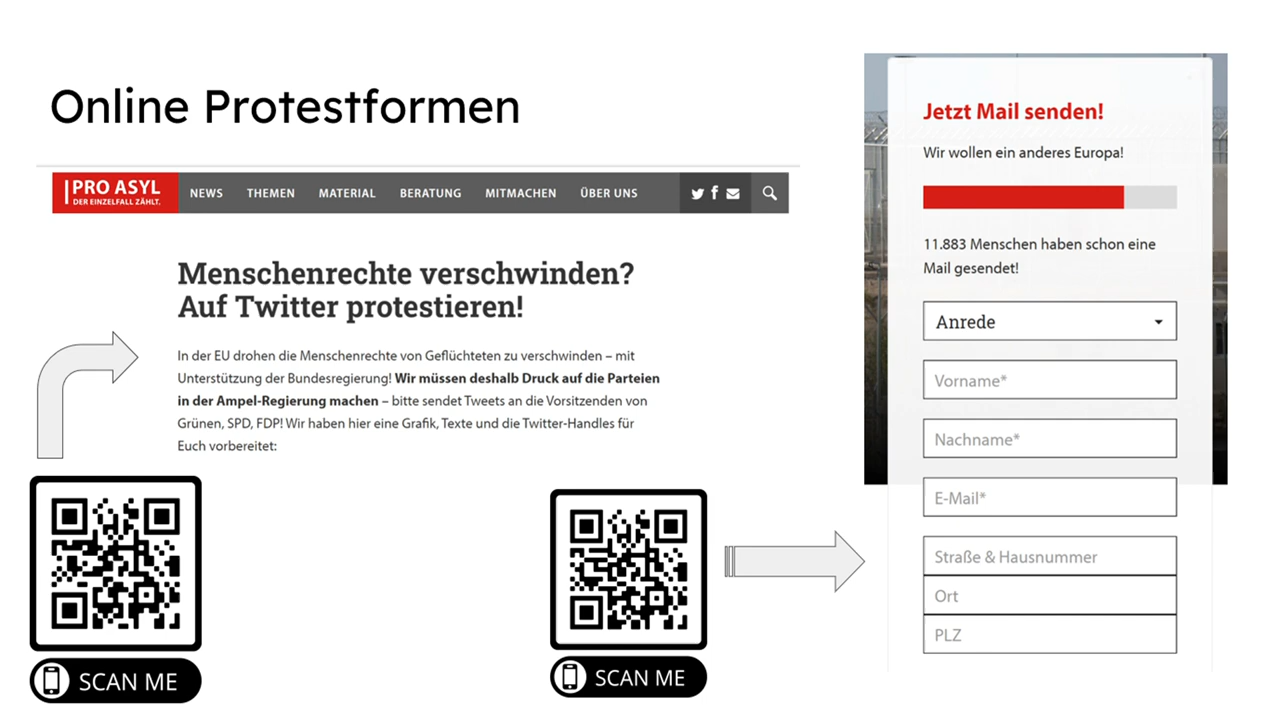 Online Protestformen
PRO ASYL
DER EINZELFALL ZÄHLT.
NEWS THEMEN MATERIAL BERATUNG MITMACHEN ÜBER UNS
Menschenrechte verschwinden?
Auf Twitter protestieren!
In der EU drohen die Menschenrechte von Geflüchteten zu verschwinden – mit
Unterstützung der Bundesregierung! Wir müssen deshalb Druck auf die Parteien
in der Ampel-Regierung machen – bitte sendet Tweets an die Vorsitzenden von
Grünen, SPD, FDP! Wir haben hier eine Grafik, Texte und die Twitter-Handles für
Euch vorbereitet:
SCAN ME
SCAN ME
Jetzt Mail senden!
Wir wollen ein anderes Europa!
11.883 Menschen haben schon eine
Mail gesendet!
Anrede
Vorname*
Nachname*
E-Mail*
Straße & Hausnummer
Ort
PLZ